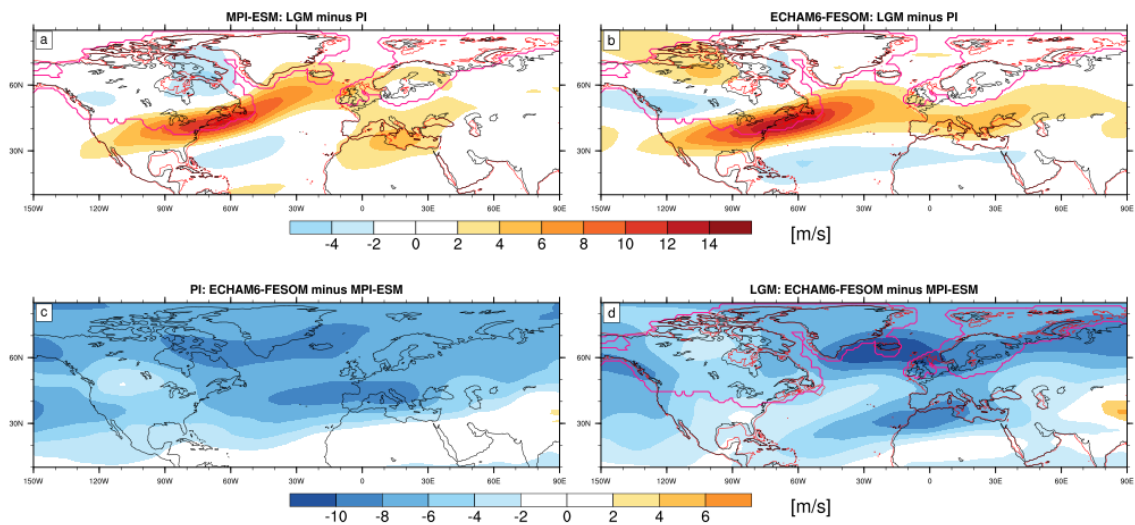 MPI-ESM: LGM minus PI
ECHAM6-FESOM: LGM minus PI
a
b
60N
30N
150W 120W 90W 60W 30W 0 30E 60E 90E
60N
30N
150W 120W 90W 60W 30W 0 30E 60E 90E
-4 -2 0 2 4 6 8 10 12 14 [m/s]
PI: ECHAM6-FESOM minus MPI-ESM
LGM: ECHAM6-FESOM minus MPI-ESM
c
d
60N
30N
150W 120W 90W 60W 30W 0 30E 60E 90E
60N
30N
150W 120W 90W 60W 30W 0 30E 60E 90E
-10 -8 -6 -4 -2 0 2 4 6 [m/s]